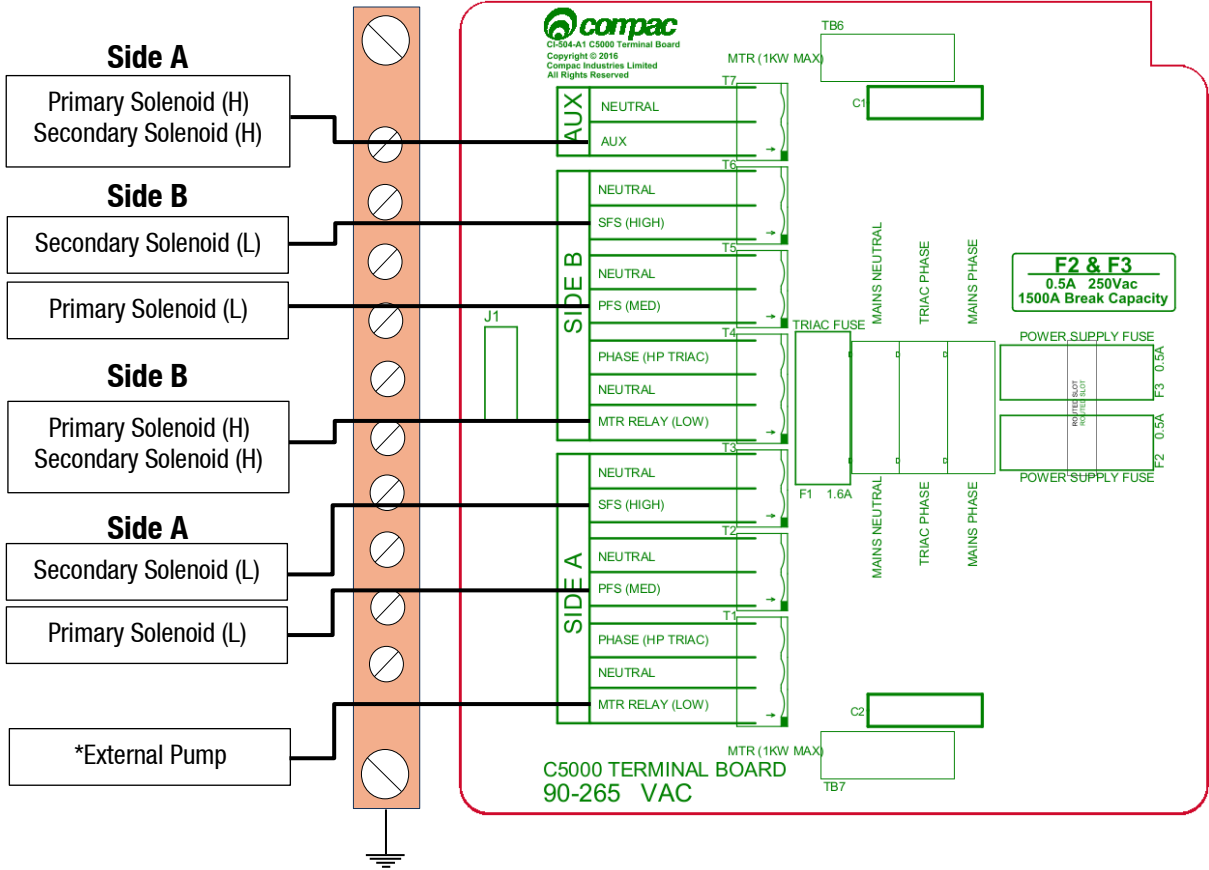 Side A
Primary Solenoid (H)
Secondary Solenoid (H)
Side B
Secondary Solenoid (L)
Primary Solenoid (L)
Side B
Primary Solenoid (H)
Secondary Solenoid (H)
Side A
Secondary Solenoid (L)
Primary Solenoid (L)
*External Pump
compac
CI-504-A1 C5000 Terminal Board
Copyright © 2016
Compac Industries Limited
All Rights Reserved
TB6
MTR (1KW MAX)
C1
T7
AUX
NEUTRAL
AUX
T6
SIDE B
NEUTRAL
SFS (HIGH)
T5
NEUTRAL
PFS (MED)
T4
PHASE (HP TRIAC)
NEUTRAL
MTR RELAY (LOW)
J1
T3
SIDE A
NEUTRAL
SFS (HIGH)
T2
NEUTRAL
PFS (MED)
T1
PHASE (HP TRIAC)
NEUTRAL
MTR RELAY (LOW)
TRIAC FUSE
F1 1.6A
MAINS NEUTRAL
TRIAC PHASE
MAINS PHASE
MAINS NEUTRAL
TRIAC PHASE
MAINS PHASE
F2 & F3
0.5A 250Vac
1500A Break Capacity
POWER SUPPLY FUSE
F3 0.5A
ROUTED SLOT
ROUTED SLOT
F2 0.5A
POWER SUPPLY FUSE
C2
MTR (1KW MAX)
TB7
C5000 TERMINAL BOARD
90-265 VAC